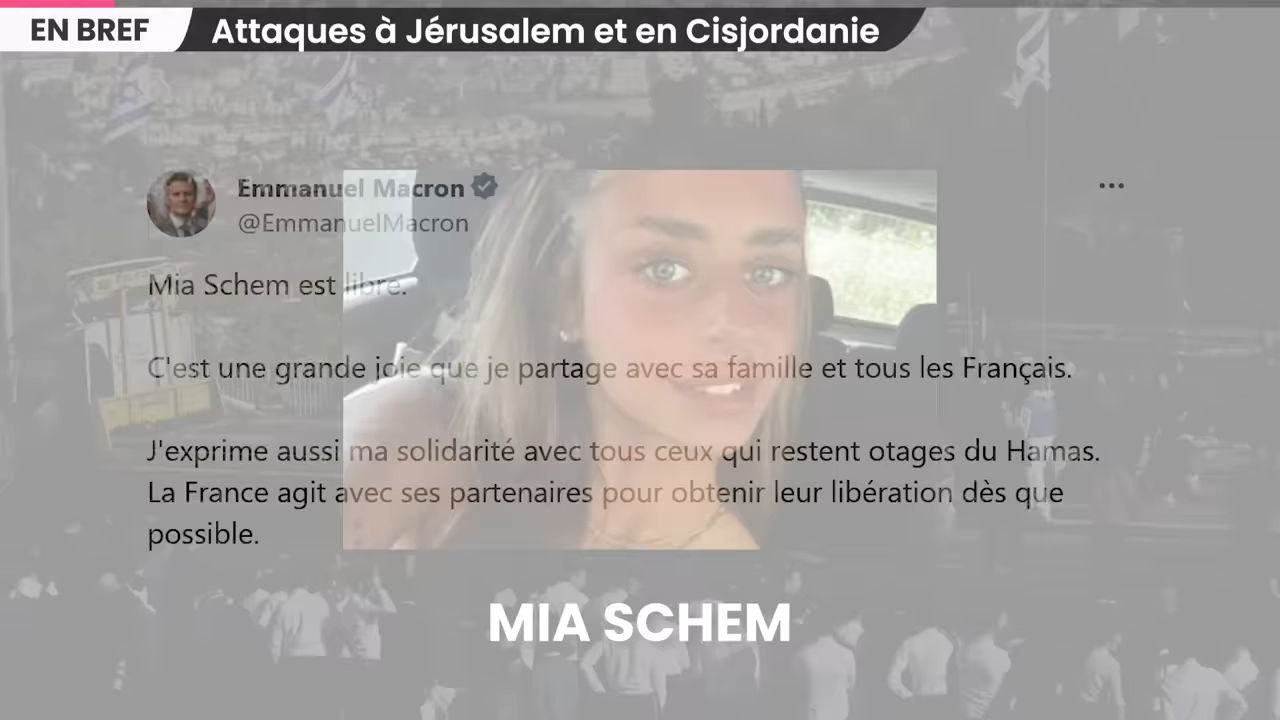 EN BREF
Attaques à Jérusalem et en Cisjordanie
Emmanuel Macron
@EmmanuelMacron
Mia Schem est libre.
C'est une grande joie que je partage avec sa famille et tous les Français.
J'exprime aussi ma solidarité avec tous ceux qui restent otages du Hamas.
La France agit avec ses partenaires pour obtenir leur libération dès que
possible.
MIA SCHEM